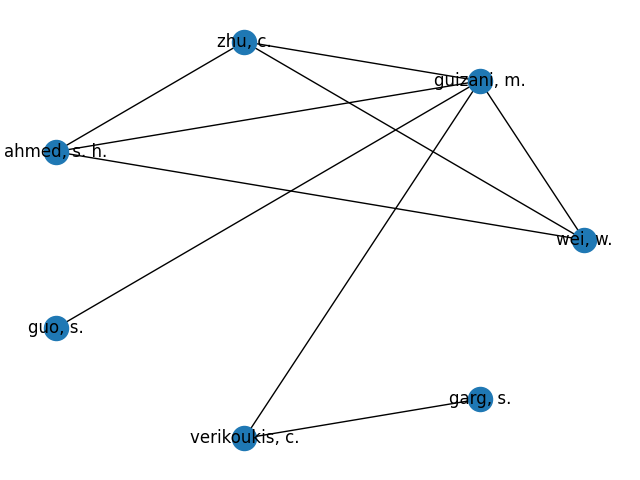 zhu, c.
guizani, m.
ahmed, s. h.
wei, w.
guo, s.
garg, s.
verikoukis, c.